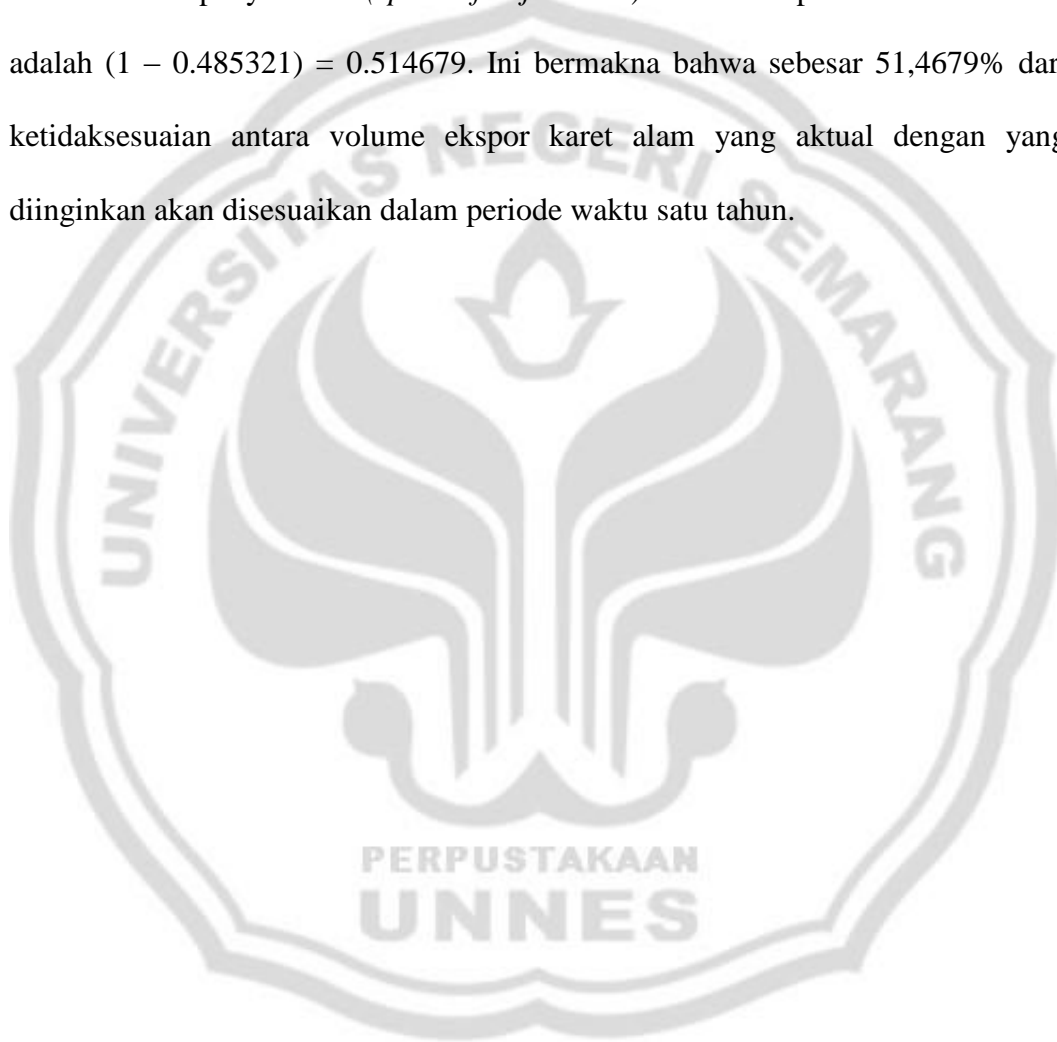 adalah (1 – 0.485321) = 0.514679. Ini bermakna bahwa sebesar 51,4679% dar
ketidaksesuaian antara volume ekspor karet alam yang aktual dengan yang
diinginkan akan disesuaikan dalam periode waktu satu tahun.
UNIVERSITAS NEGERI SEMARANG
PERPUSTAKAAN
UNNES